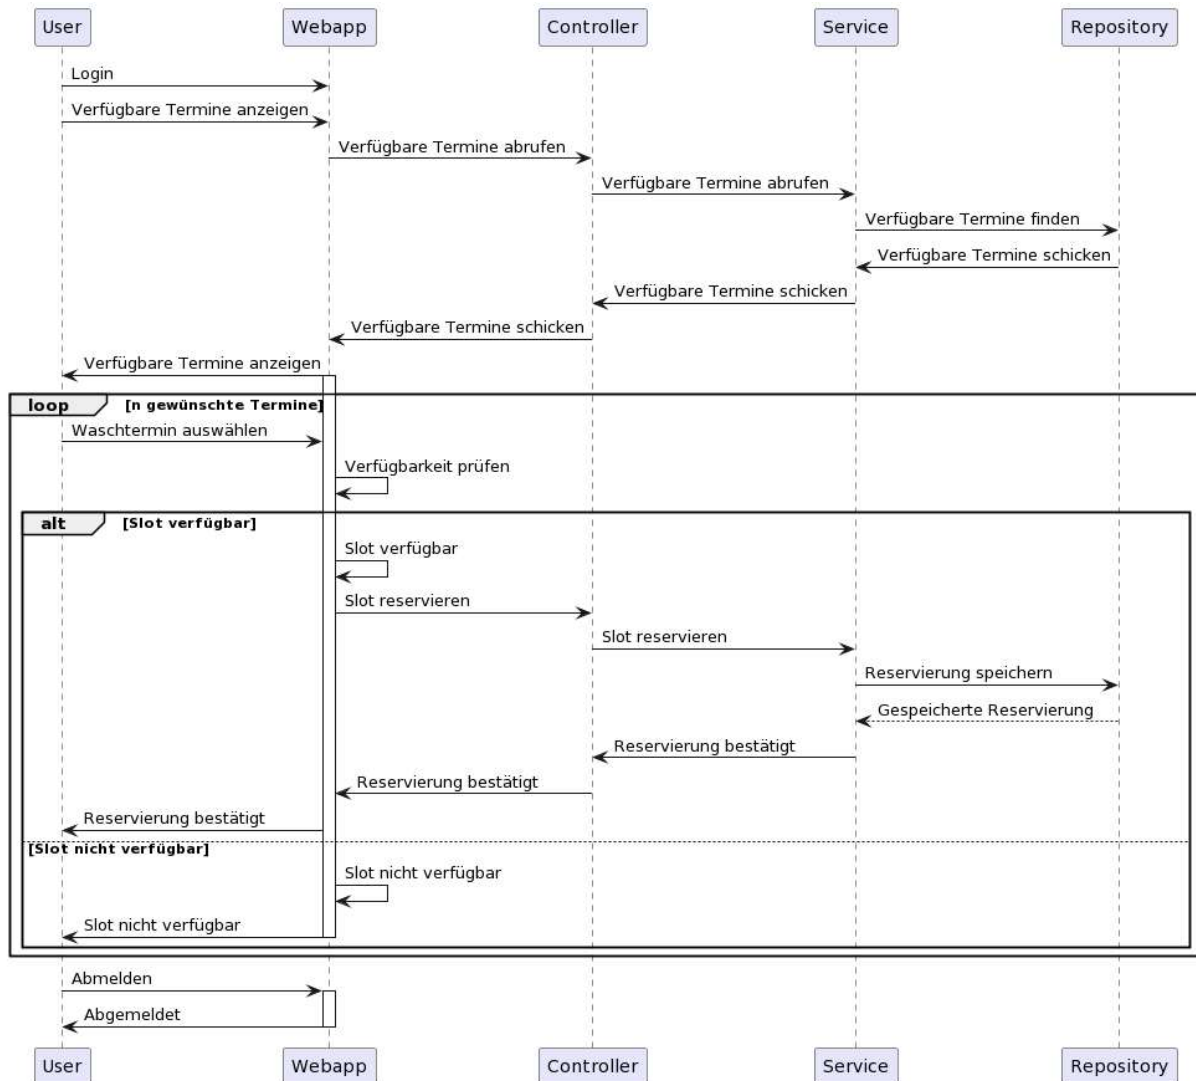 User Webapp Controller Service Repository
Login
Verfügbare Termine anzeigen
Verfügbare Termine abrufen
Verfügbare Termine abrufen
Verfügbare Termine finden
Verfügbare Termine schicken
Verfügbare Termine schicken
Verfügbare Termine schicken
Verfügbare Termine anzeigen
loop [n gewünschte Termine]
Waschtermin auswählen
Verfügbarkeit prüfen
alt [Slot verfügbar]
Slot verfügbar
Slot reservieren
Slot reservieren
Reservierung speichern
Gespeicherte Reservierung
Reservierung bestätigt
Reservierung bestätigt
Reservierung bestätigt
[Slot nicht verfügbar]
Slot nicht verfügbar
Slot nicht verfügbar
Abmelden
Abgemeldet
User Webapp Controller Service Repository